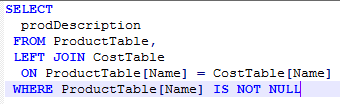 SELECT
prodDescription
FROM ProductTable,
LEFT JOIN CostTable
ON ProductTable[Name] = CostTable[Name]
WHERE ProductTable[Name] IS NOT NULL